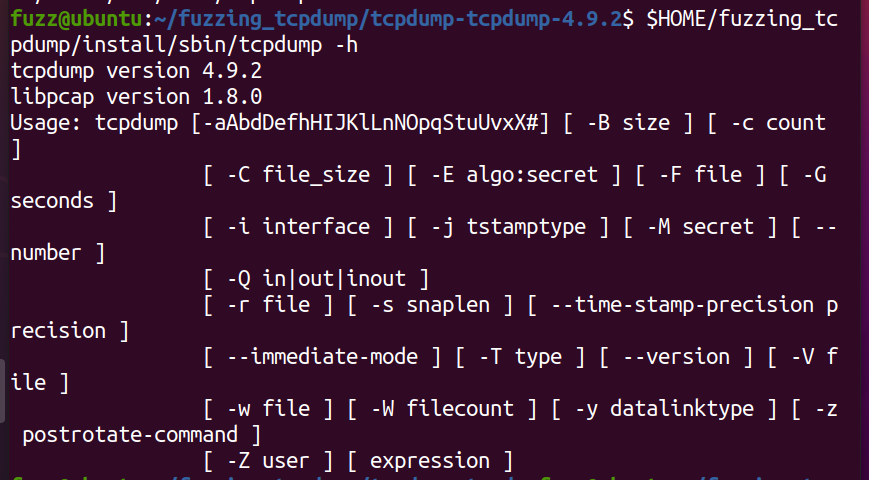 fuzz@ubuntu:~/fuzzing_tcpdump/tcpdump-tcpdump-4.9.2$ $HOME/fuzzing_tc
pdump/install/sbin/tcpdump -h
tcpdump version 4.9.2
libpcap version 1.8.0
Usage: tcpdump [-aAbdDefhHIJKlLnNOpqStuUvxX#] [ -B size ] [ -c count
]
[ -C file_size ] [ -E algo:secret ] [ -F file ] [ -G
seconds ]
[ -i interface ] [ -j tstamptype ] [ -M secret ] [ --
number ]
[ -Q in|out|inout ]
[ -r file ] [ -s snaplen ] [ --time-stamp-precision p
recision ]
[ --immediate-mode ] [ -T type ] [ --version ] [ -V f
ile ]
[ -w file ] [ -W filecount ] [ -y datalinktype ] [ -z
postrotate-command ]
[ -Z user ] [ expression ]